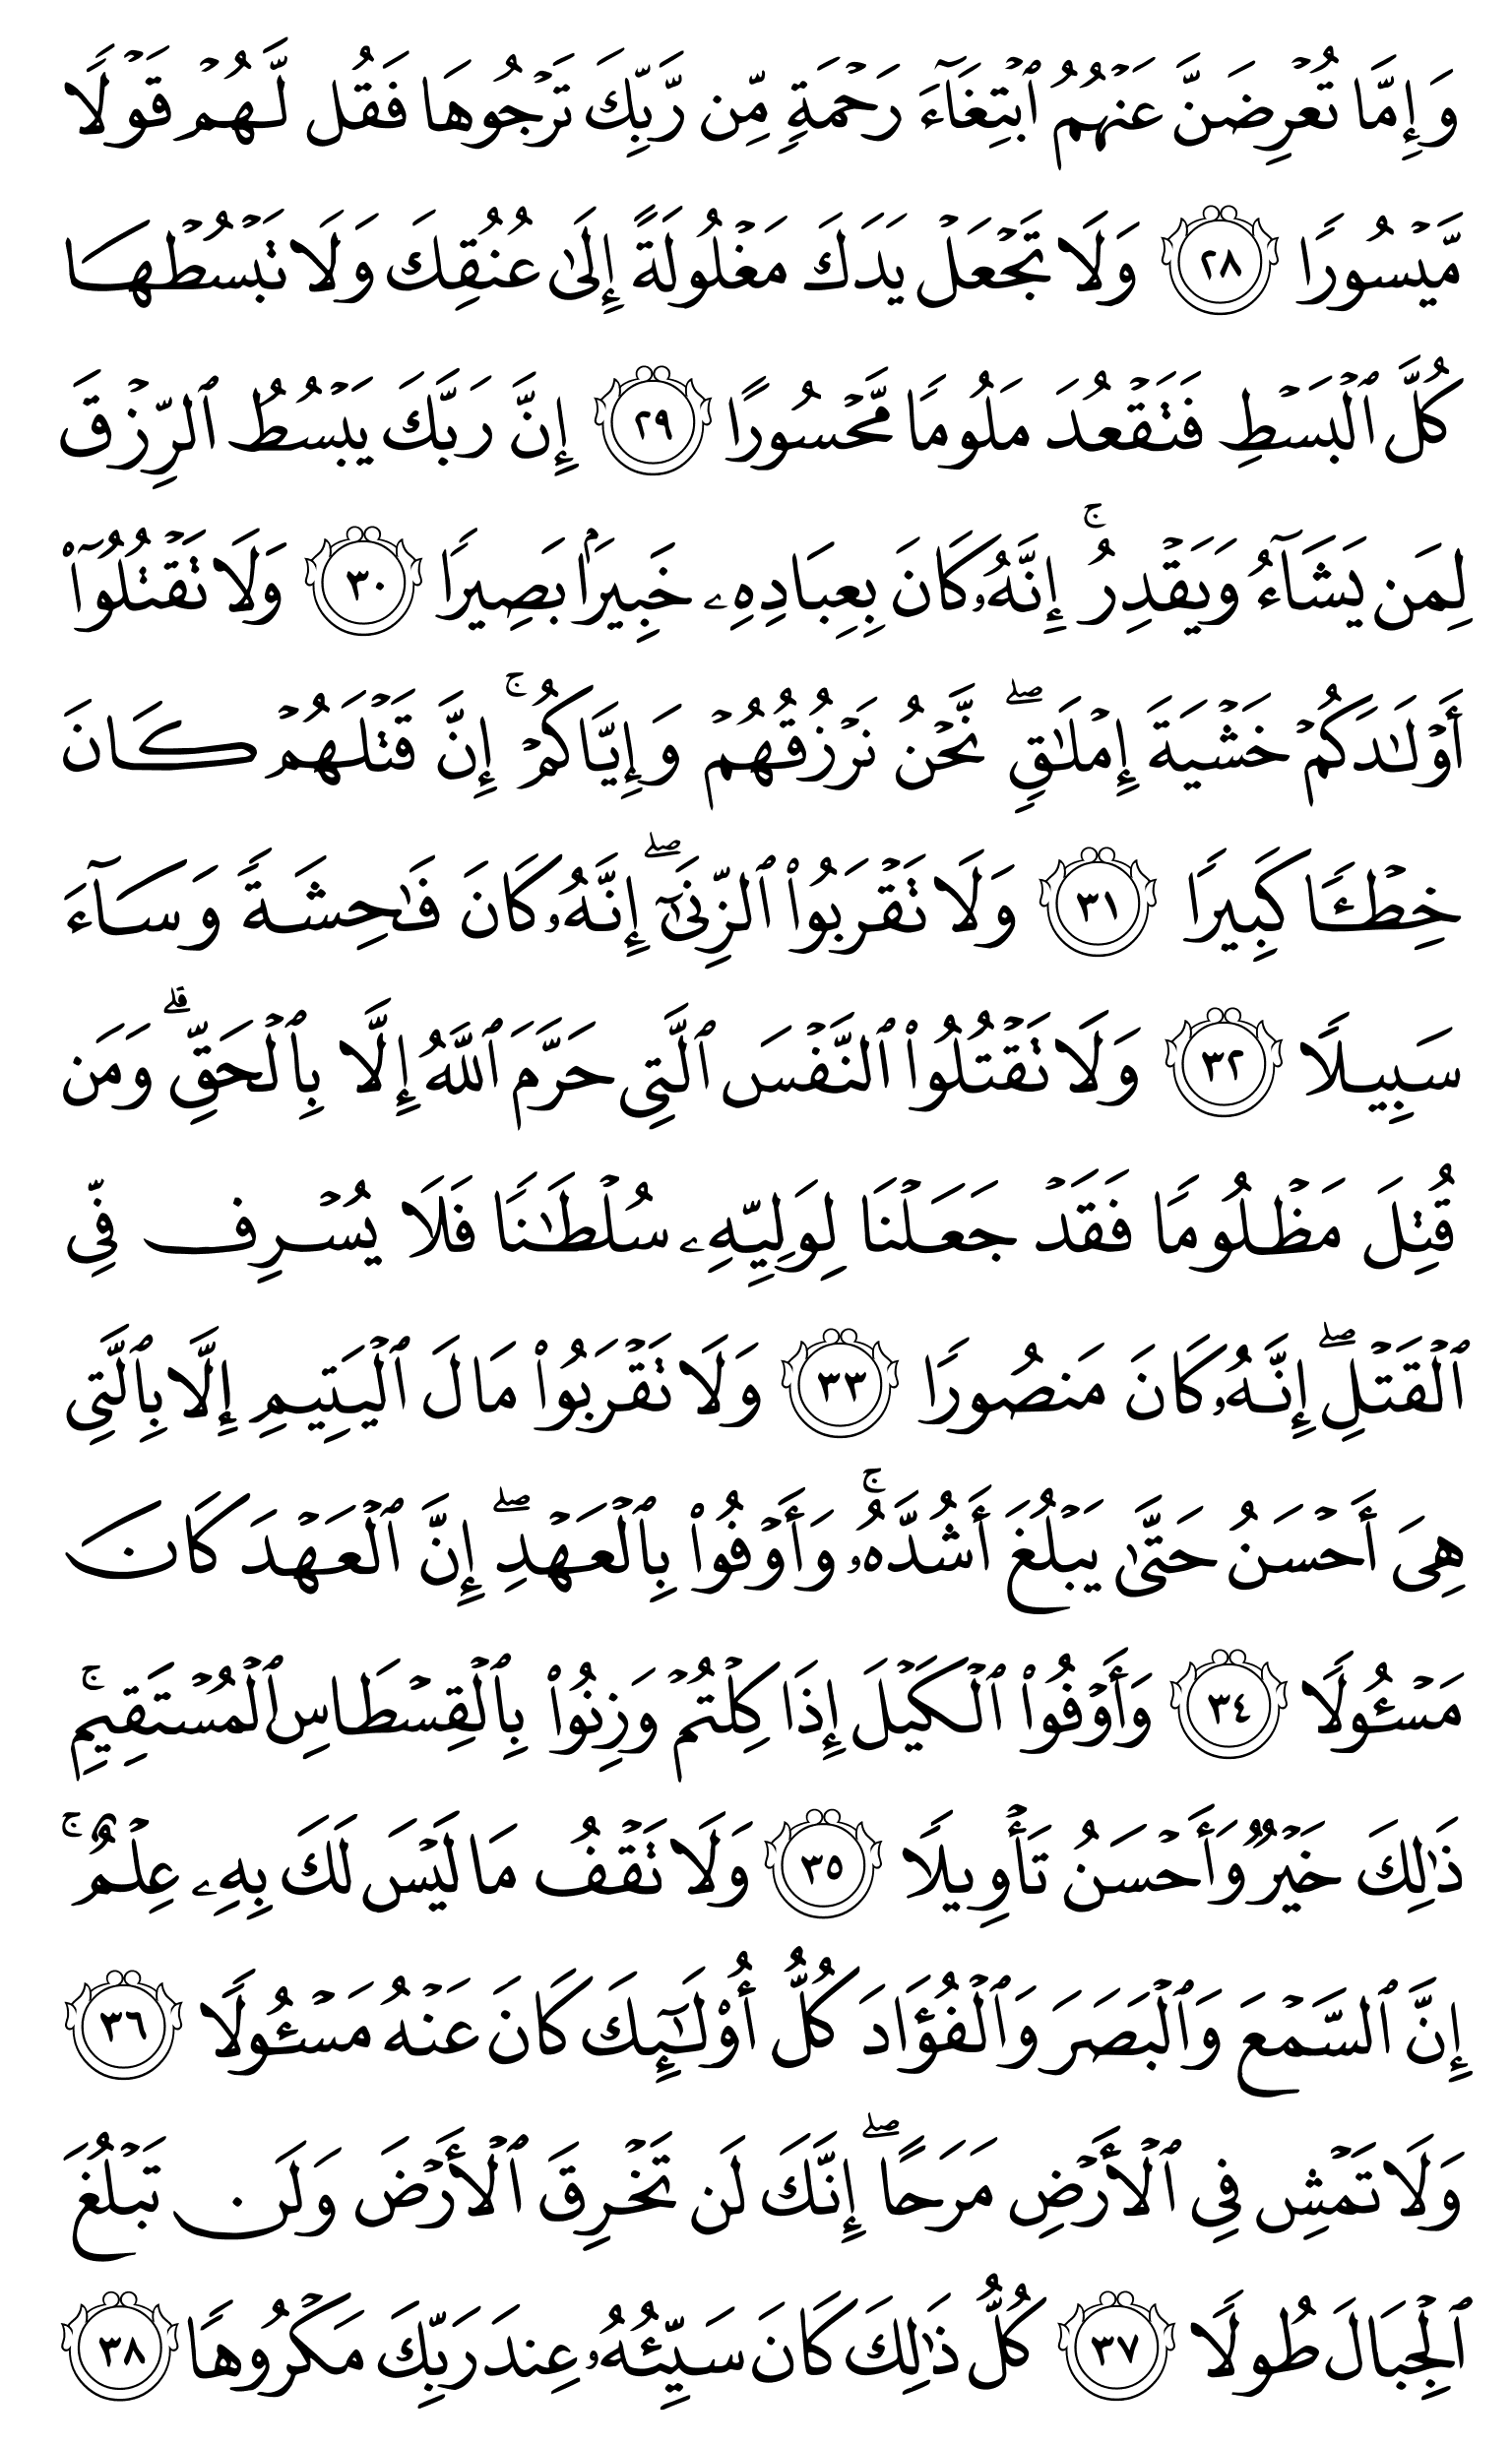 وَإِمَّا تُعْرِضَنَّ عَنْهُمُ ٱبْتِغَآءَ رَحْمَةٍ مِّن رَّبِّكَ تَرْجُوهَا فَقُل لَّهُمْ قَوْلًا
مَّيْسُورًا ٢٨ وَلَا تَجْعَلْ يَدَكَ مَغْلُولَةً إِلَىٰ عُنُقِكَ وَلَا تَبْسُطْهَا
كُلَّ ٱلْبَسْطِ فَتَقْعُدَ مَلُومًا مَّحْسُورًا ٢٩ إِنَّ رَبَّكَ يَبْسُطُ ٱلرِّزْقَ
لِمَن يَشَآءُ وَيَقْدِرُ ۚ إِنَّهُۥ كَانَ بِعِبَادِهِۦ خَبِيرًۢا بَصِيرًا ٣٠ وَلَا تَقْتُلُوٓا۟
أَوْلَـٰدَكُمْ خَشْيَةَ إِمْلَـٰقٍ ۖ نَّحْنُ نَرْزُقُهُمْ وَإِيَّاكُمْ ۚ إِنَّ قَتْلَهُمْ كَانَ
خِطْـًٔا كَبِيرًا ٣١ وَلَا تَقْرَبُوا۟ ٱلزِّنَىٰٓ ۖ إِنَّهُۥ كَانَ فَـٰحِشَةً وَسَآءَ
سَبِيلًا ٣٢ وَلَا تَقْتُلُوا۟ ٱلنَّفْسَ ٱلَّتِى حَرَّمَ ٱللَّهُ إِلَّا بِٱلْحَقِّ ۗ وَمَن
قُتِلَ مَظْلُومًا فَقَدْ جَعَلْنَا لِوَلِيِّهِۦ سُلْطَـٰنًا فَلَا يُسْرِف فِّى
ٱلْقَتْلِ ۖ إِنَّهُۥ كَانَ مَنصُورًا ٣٣ وَلَا تَقْرَبُوا۟ مَالَ ٱلْيَتِيمِ إِلَّا بِٱلَّتِى
هِىَ أَحْسَنُ حَتَّىٰ يَبْلُغَ أَشُدَّهُۥ ۚ وَأَوْفُوا۟ بِٱلْعَهْدِ ۖ إِنَّ ٱلْعَهْدَ كَانَ
مَسْـُٔولًا ٣٤ وَأَوْفُوا۟ ٱلْكَيْلَ إِذَا كِلْتُمْ وَزِنُوا۟ بِٱلْقِسْطَاسِ ٱلْمُسْتَقِيمِ ۚ
ذَٰلِكَ خَيْرٌ وَأَحْسَنُ تَأْوِيلًا ٣٥ وَلَا تَقْفُ مَا لَيْسَ لَكَ بِهِۦ عِلْمٌ ۚ
إِنَّ ٱلسَّمْعَ وَٱلْبَصَرَ وَٱلْفُؤَادَ كُلُّ أُو۟لَـٰٓئِكَ كَانَ عَنْهُ مَسْـُٔولًا ٣٦
وَلَا تَمْشِ فِى ٱلْأَرْضِ مَرَحًا ۖ إِنَّكَ لَن تَخْرِقَ ٱلْأَرْضَ وَلَن تَبْلُغَ
ٱلْجِبَالَ طُولًا ٣٧ كُلُّ ذَٰلِكَ كَانَ سَيِّئُهُۥ عِندَ رَبِّكَ مَكْرُوهًا ٣٨